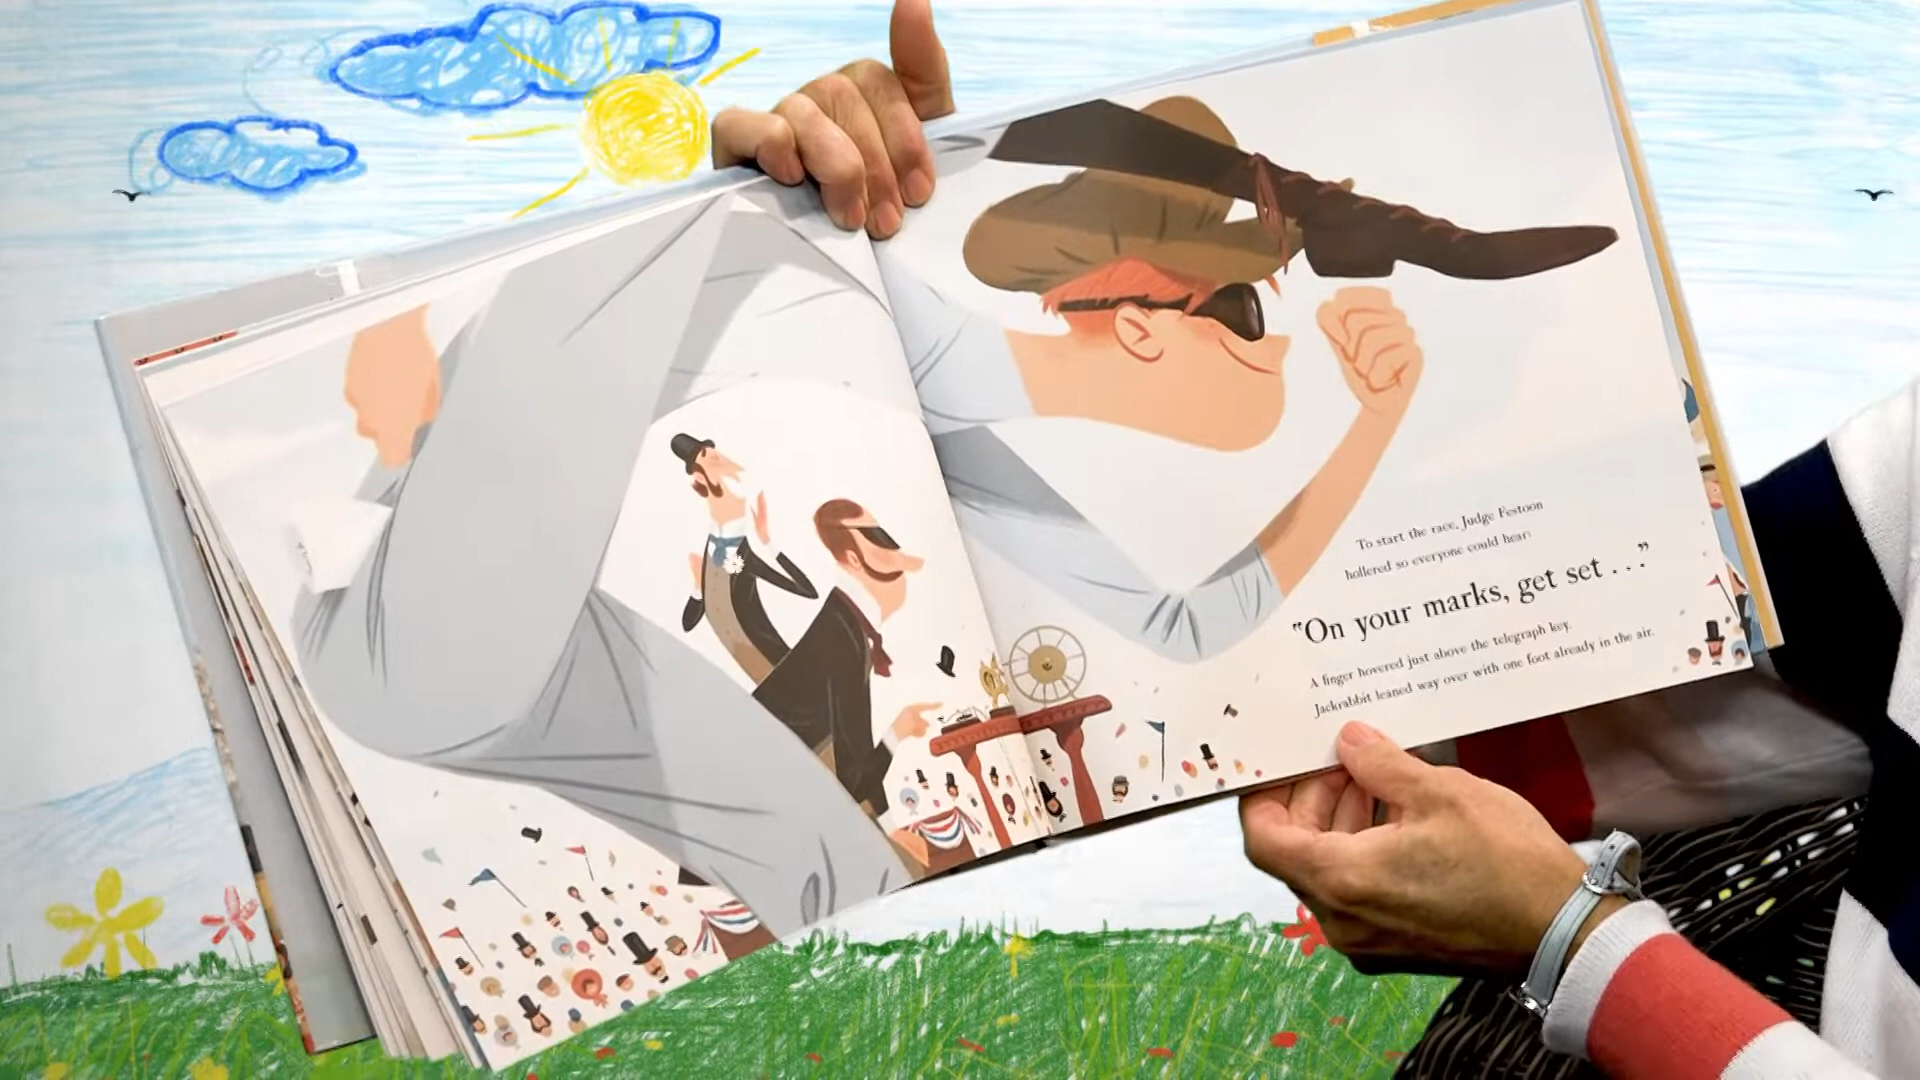 To start the race, Judge Festoon
hollered so everyone could hear:
"On your marks, get set . . ."
A finger hovered just above the telegraph key.
Jackrabbit leaned way over with one foot already in the air.